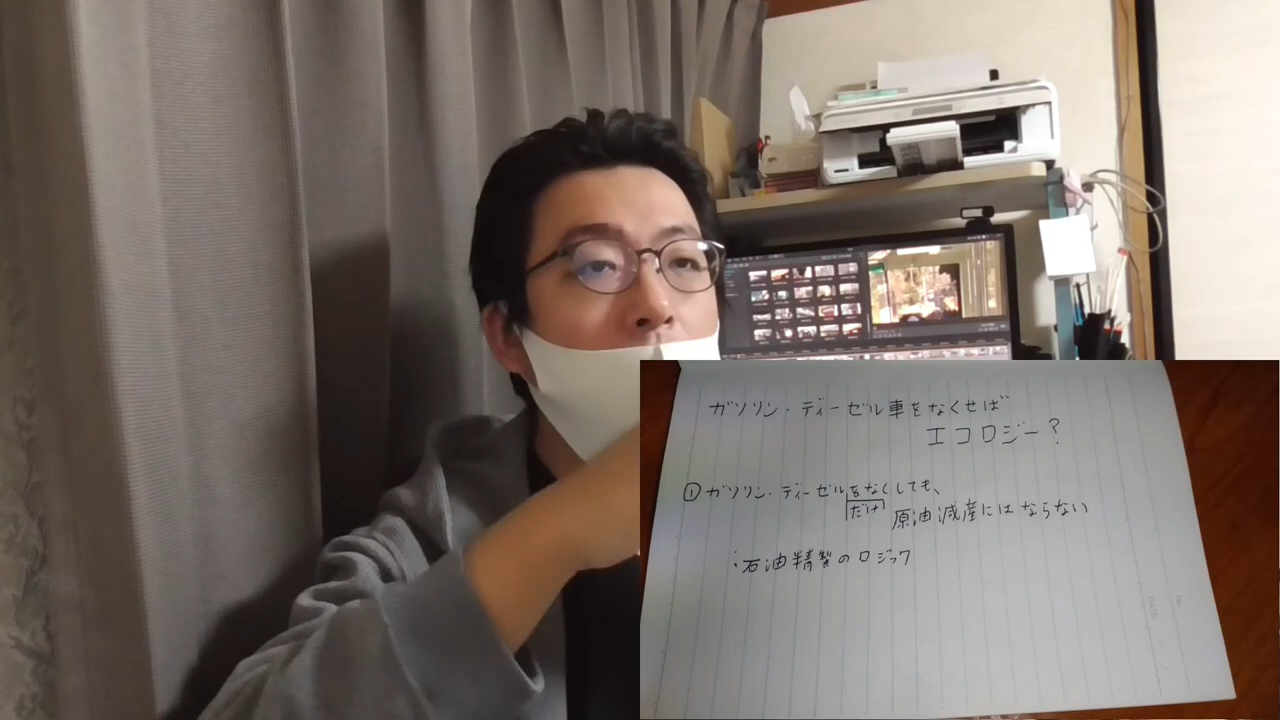 ガソリン・ディーゼル車をなくせば
エコロジー?
①ガソリン・ディーゼルをなくしても、
だけ
原油減産にはならない
∵石油精製のロジック